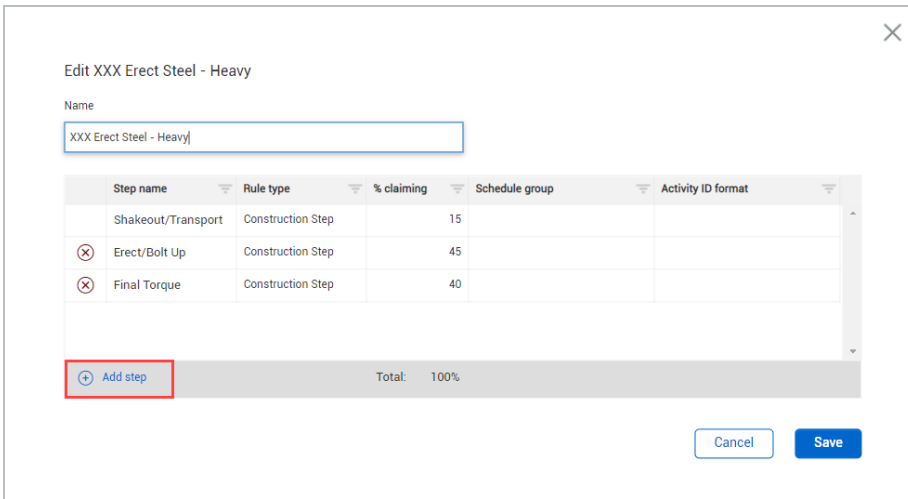 Edit XXX Erect Steel - Heavy
Name
XXX Erect Steel - Heavy
Step name Rule type % claiming Schedule group Activity ID format
Shakeout/Transport Construction Step 15
Erect/Bolt Up Construction Step 45
Final Torque Construction Step 40
Add step Total: 100%
Cancel Save